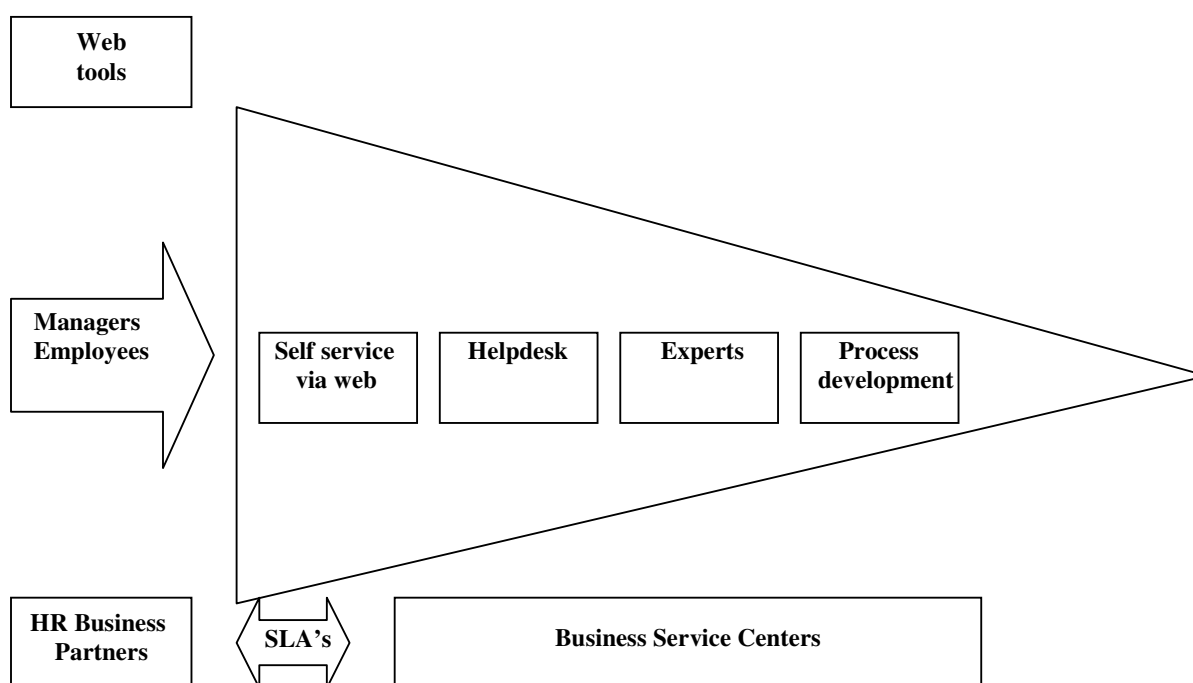 Web
tools
Managers
Employees
Self service
via web
Helpdesk
Experts
Process
development
HR Business
Partners
SLA's
Business Service Centers